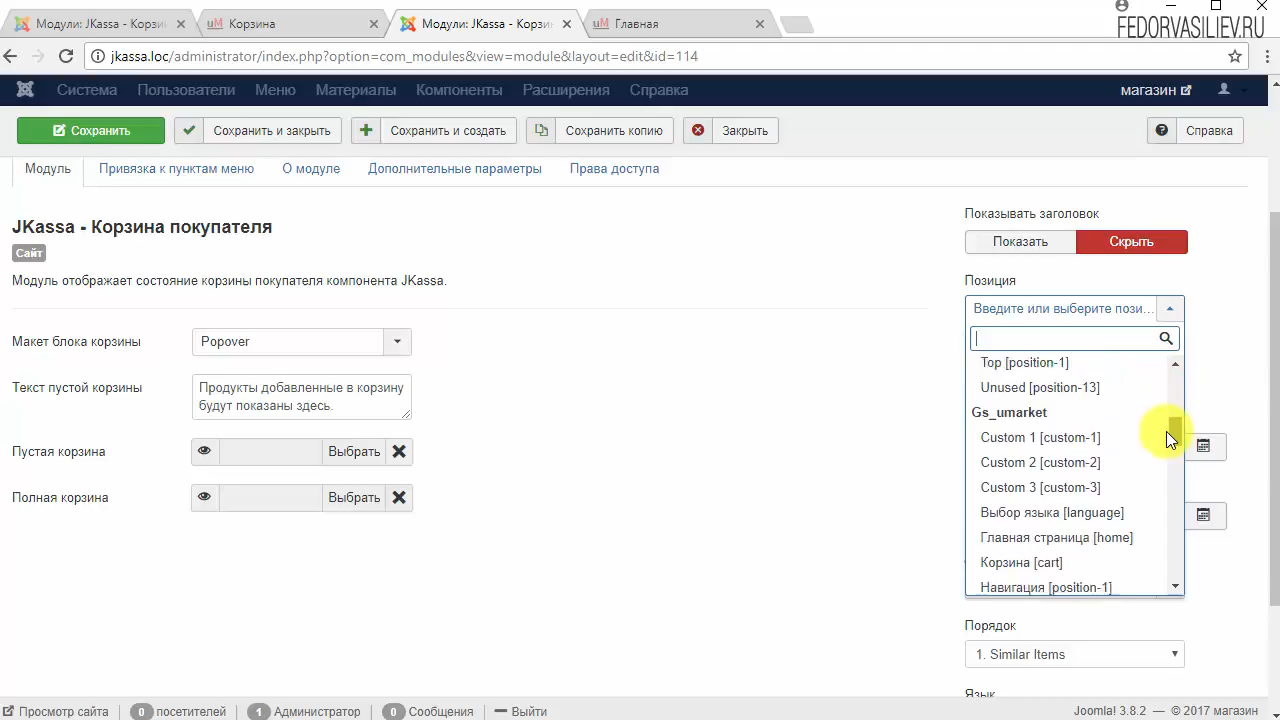 Модули: JKassa - Корзи
Корзина
Модули: JKassa - Корзи
Главная
FEDORVASILIEV.RU
jkassa.loc/administrator/index.php?option=com_modules&view=module&layout=edit&id=114
Система Пользователи Меню Материалы Компоненты Расширения Справка магазин
Сохранить Сохранить и закрыть Сохранить и создать Сохранить копию Закрыть Справка
Модуль Привязка к пунктам меню О модуле Дополнительные параметры Права доступа
JKassa - Корзина покупателя
Сайт
Модуль отображает состояние корзины покупателя компонента JKassa.
Макет блока корзины Popover
Текст пустой корзины Продукты добавленные в корзину
будут показаны здесь.
Пустая корзина Выбрать
Полная корзина Выбрать
Показывать заголовок
Показать Скрыть
Позиция
Введите или выберите пози...
Top [position-1]
Unused [position-13]
Gs_umarket
Custom 1 [custom-1]
Custom 2 [custom-2]
Custom 3 [custom-3]
Выбор языка [language]
Главная страница [home]
Корзина [cart]
Навигация [position-1]
Порядок
1. Similar Items
Язык
Просмотр сайта 0 посетителей 1 Администратор 0 Сообщения Выйти Joomla! 3.8.2 — © 2017 магазин